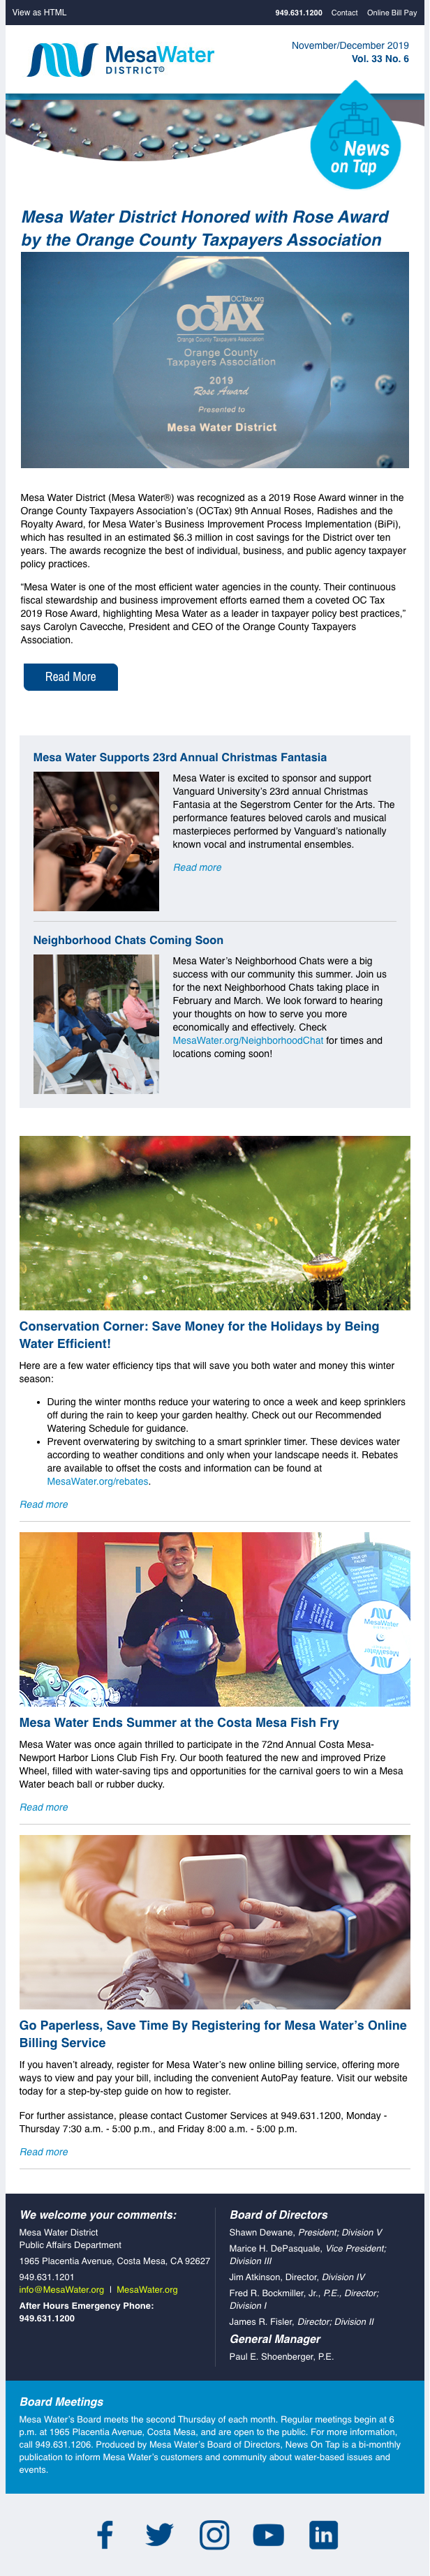 View as HTML
949.631.1200 Contact Online Bill Pay
MesaWater
DISTRICT®
November/December 2019
Vol. 33 No. 6
News
on Tap
Mesa Water District Honored with Rose Award
by the Orange County Taxpayers Association
OCTAX
OCTax.org
Orange County Taxpayers Association
Orange County
Taxpayers Association
2019
Rose Award
Presented to
Mesa Water District
Mesa Water District (Mesa Water®) was recognized as a 2019 Rose Award winner in the
Orange County Taxpayers Association's (OCTax) 9th Annual Roses, Radishes and the
Royalty Award, for Mesa Water's Business Improvement Process Implementation (BiPi),
which has resulted in an estimated $6.3 million in cost savings for the District over ten
years. The awards recognize the best of individual, business, and public agency taxpayer
policy practices.
“Mesa Water is one of the most efficient water agencies in the county. Their continuous
fiscal stewardship and business improvement efforts earned them a coveted OC Tax
2019 Rose Award, highlighting Mesa Water as a leader in taxpayer policy best practices,”
says Carolyn Cavecche, President and CEO of the Orange County Taxpayers
Association.
Read More
Mesa Water Supports 23rd Annual Christmas Fantasia
Mesa Water is excited to sponsor and support
Vanguard University's 23rd annual Christmas
Fantasia at the Segerstrom Center for the Arts. The
performance features beloved carols and musical
masterpieces performed by Vanguard's nationally
known vocal and instrumental ensembles.
Read more
Neighborhood Chats Coming Soon
Mesa Water's Neighborhood Chats were a big
success with our community this summer. Join us
for the next Neighborhood Chats taking place in
February and March. We look forward to hearing
your thoughts on how to serve you more
economically and effectively. Check
MesaWater.org/NeighborhoodChat for times and
locations coming soon!
Conservation Corner: Save Money for the Holidays by Being
Water Efficient!
Here are a few water efficiency tips that will save you both water and money this winter
season:
• During the winter months reduce your watering to once a week and keep sprinklers
off during the rain to keep your garden healthy. Check out our Recommended
Watering Schedule for guidance.
• Prevent overwatering by switching to a smart sprinkler timer. These devices water
according to weather conditions and only when your landscape needs it. Rebates
are available to offset the costs and information can be found at
MesaWater.org/rebates.
Read more
I
MesaWater
Mesa Water Ends Summer at the Costa Mesa Fish Fry
Mesa Water was once again thrilled to participate in the 72nd Annual Costa Mesa-
Newport Harbor Lions Club Fish Fry. Our booth featured the new and improved Prize
Wheel, filled with water-saving tips and opportunities for the carnival goers to win a Mesa
Water beach ball or rubber ducky.
Read more
Go Paperless, Save Time By Registering for Mesa Water's Online
Billing Service
If you haven't already, register for Mesa Water's new online billing service, offering more
ways to view and pay your bill, including the convenient AutoPay feature. Visit our website
today for a step-by-step guide on how to register.
For further assistance, please contact Customer Services at 949.631.1200, Monday -
Thursday 7:30 a.m. - 5:00 p.m., and Friday 8:00 a.m. - 5:00 p.m.
Read more
We welcome your comments:
Mesa Water District
Public Affairs Department
1965 Placentia Avenue, Costa Mesa, CA 92627
949.631.1201
info@MesaWater.org | MesaWater.org
After Hours Emergency Phone:
949.631.1200
Board of Directors
Shawn Dewane, President; Division V
Marice H. DePasquale, Vice President;
Division III
Jim Atkinson, Director, Division IV
Fred R. Bockmiller, Jr., P.E., Director;
Division I
James R. Fisler, Director; Division II
General Manager
Paul E. Shoenberger, P.E.
Board Meetings
Mesa Water's Board meets the second Thursday of each month. Regular meetings begin at 6
p.m. at 1965 Placentia Avenue, Costa Mesa, and are open to the public. For more information,
call 949.631.1206. Produced by Mesa Water's Board of Directors, News On Tap is a bi-monthly
publication to inform Mesa Water's customers and community about water-based issues and
events.